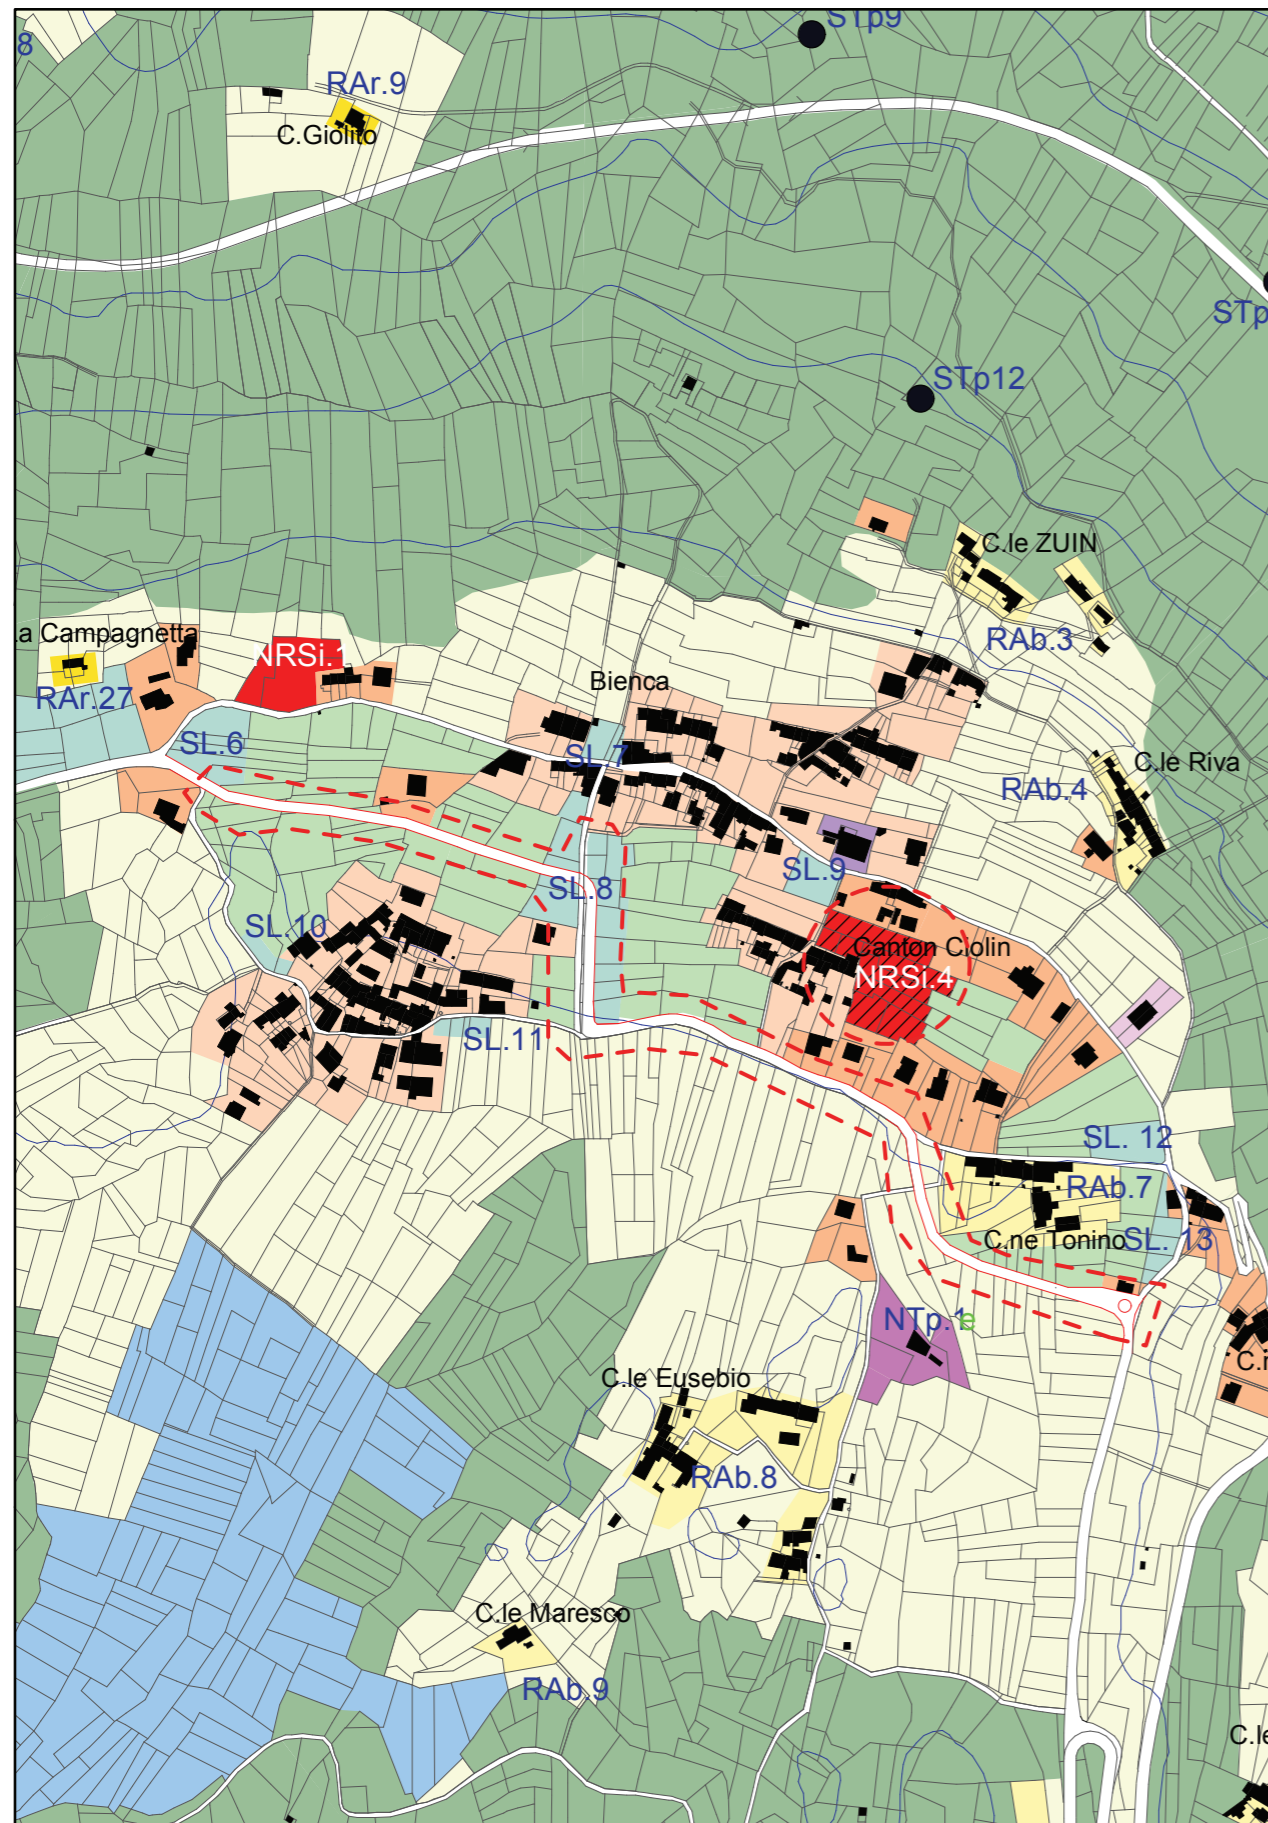 STp9
8
RAr.9
C.Giolito
STp
STp12
C.le ZUIN
RAb.3
a Campagnetta
NRSi.1
RAr.27
Bienca
SL.6
SL.7
C.le Riva
RAb.4
SL.9
SL.8
SL.10
Canton Ciolin
NRSi.4
SL.11
SL. 12
RAb.7
C.ne Tonino
SL. 13
NTp.1e
C.le Eusebio
RAb.8
C.le Maresco
RAb.9
C.le